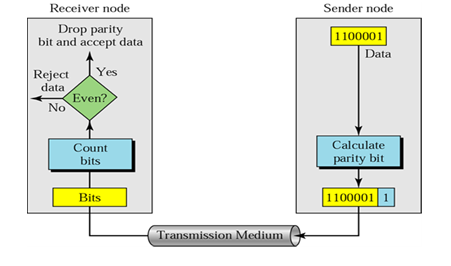 Receiver node
Drop parity
bit and accept data
Reject
data
Yes
Even?
No
Count
bits
Bits
Sender node
1100001
Data
Calculate
parity bit
1100001 1
Transmission Medium